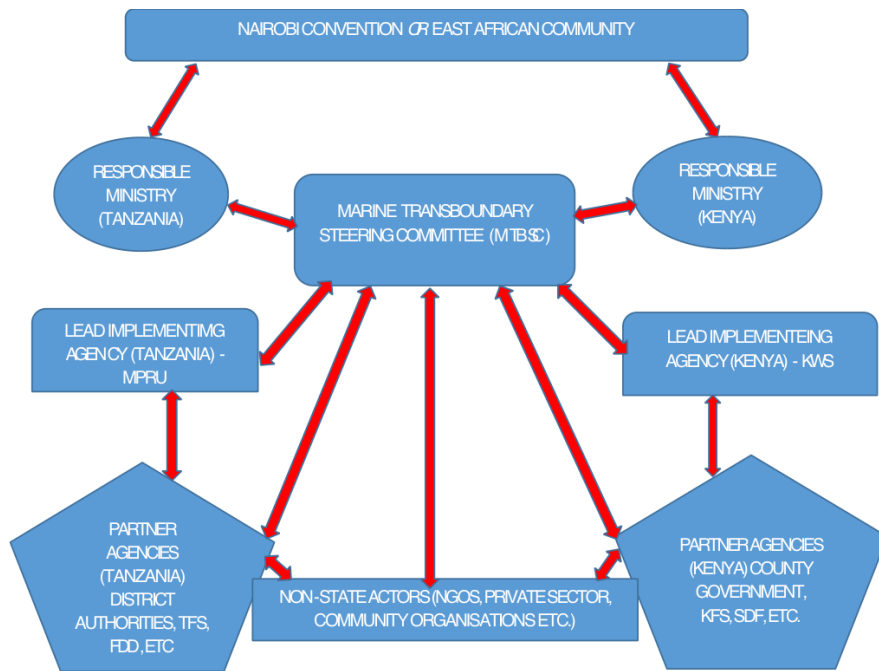 NAIROBI CONVENTION OR EAST AFRICAN COMMUNITY
RESPONSIBLE
MINISTRY
(TANZANIA)
MARINE TRANSBOUNDARY
STEERING COMMITTEE (MTBSC)
RESPONSIBLE
MINISTRY
(KENYA)
LEAD IMPLEMENTIMG
AGENCY (TANZANIA) -
MPRU
LEAD IMPLEMENTEING
AGENCY (KENYA) - KWS
PARTNER
AGENCIES
(TANZANIA)
DISTRICT
AUTHORITIES, TFS,
FDD, ETC
NON-STATE ACTORS (NGOS, PRIVATE SECTOR,
COMMUNITY ORGANISATIONS ETC.)
PARTNER AGENCIES
(KENYA) COUNTY
GOVERNMENT,
KFS, SDF, ETC.